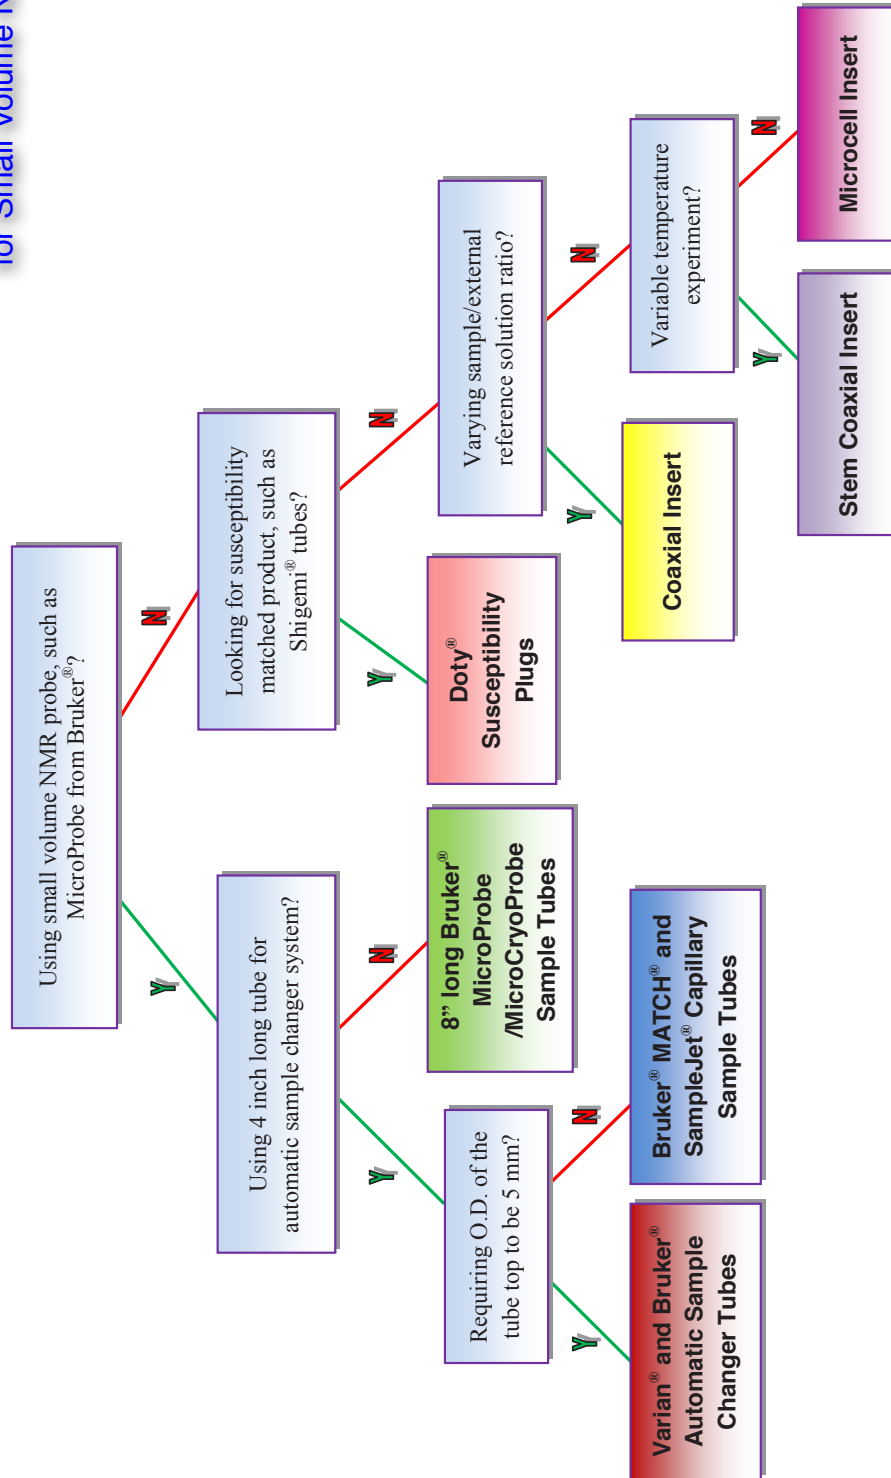 for Small Volume
Using small volume NMR probe, such as
MicroProbe from Bruker®?
Y
N
Using 4 inch long tube for
automatic sample changer system?
Looking for susceptibility
matched product, such as
Shigemi® tubes?
Y
N
Y
N
Requiring O.D. of the
tube top to be 5 mm?
8” long Bruker®
MicroProbe
/MicroCryoProbe
Sample Tubes
Doty®
Susceptibility
Plugs
Varying sample/external
reference solution ratio?
Y
N
Y
N
Varian® and Bruker®
Automatic Sample
Changer Tubes
Bruker® MATCH® and
SampleJet® Capillary
Sample Tubes
Coaxial Insert
Variable temperature
experiment?
Y
N
Stem Coaxial Insert
Microcell Insert